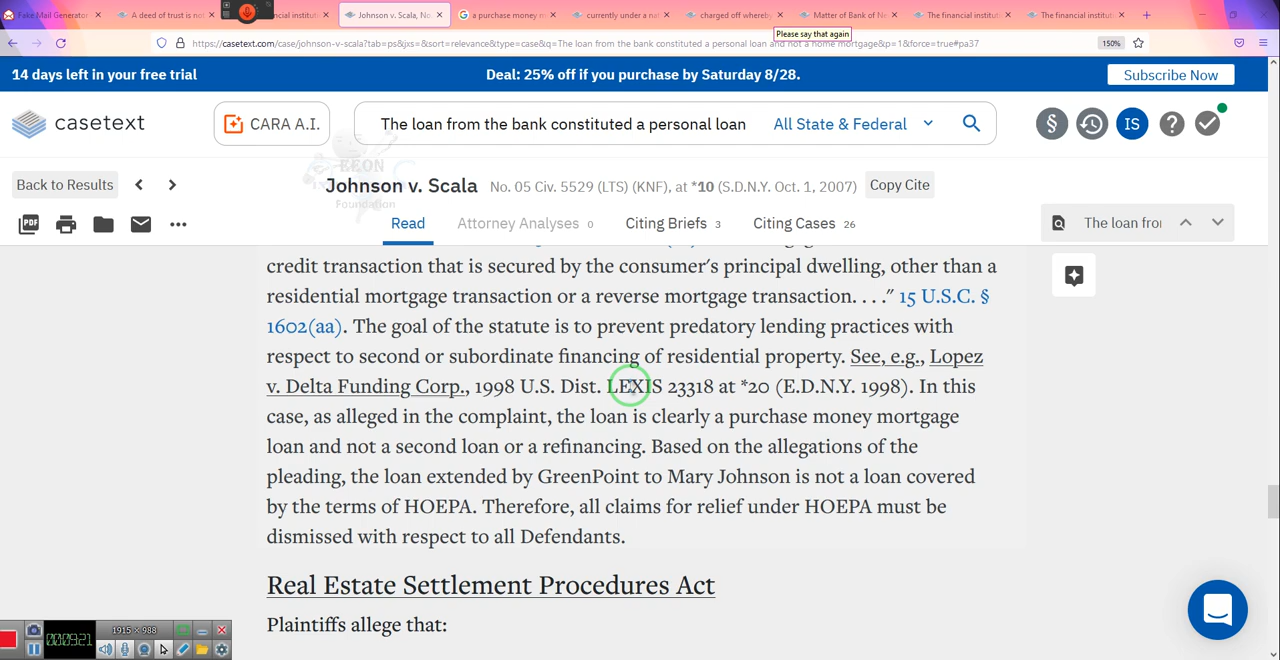 Fake Mail Generator
A deed of trust is not
ncial instituti
Johnson v. Scala, No.
a purchase money m
currently under a nat
charged off whereby
Matter of Bank of Ne
The financial instituti
The financial institut
Please say that again
https://casetext.com/case/johnson-v-scala?tab=ps&jxs=&sort=relevance&type=case&q=The loan from the bank constituted a personal loan and not a home mortgage&p=1&force=true#pa37
150%
14 days left in your free trial
Deal: 25% off if you purchase by Saturday 8/28.
Subscribe Now
casetext
CARA A.I.
The loan from the bank constituted a personal loan
All State & Federal
§
IS
?
EEON
Foundation
Back to Results
Johnson v. Scala No. 05 Civ. 5529 (LTS) (KNF), at *10 (S.D.N.Y. Oct. 1, 2007)
Copy Cite
PDF
Read
Attorney Analyses 0
Citing Briefs 3
Citing Cases 26
The loan fror
credit transaction that is secured by the consumer's principal dwelling, other than a
residential mortgage transaction or a reverse mortgage transaction. . . ." 15 U.S.C. §
1602(aa). The goal of the statute is to prevent predatory lending practices with
respect to second or subordinate financing of residential property. See, e.g., Lopez
v. Delta Funding Corp., 1998 U.S. Dist. LEXIS 23318 at *20 (E.D.N.Y. 1998). In this
case, as alleged in the complaint, the loan is clearly a purchase money mortgage
loan and not a second loan or a refinancing. Based on the allegations of the
pleading, the loan extended by GreenPoint to Mary Johnson is not a loan covered
by the terms of HOEPA. Therefore, all claims for relief under HOEPA must be
dismissed with respect to all Defendants.
Real Estate Settlement Procedures Act
Plaintiffs allege that:
1915 x 988